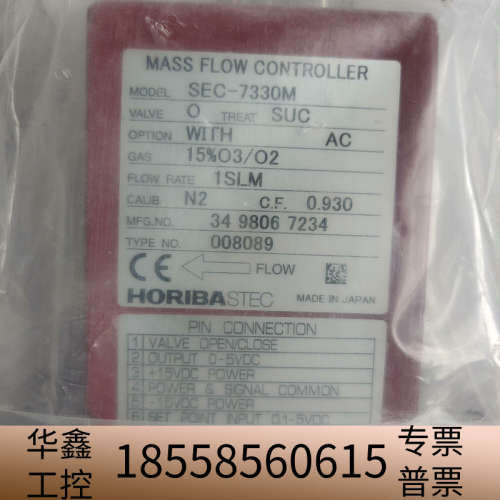 MASS FLOW CONTROLLER
MODEL SEC-7330M
VALVE O TREAT SUC
OPTION WITH AC
GAS 15%O3/O2
FLOW RATE 1SLM
CALIB. N2 C.F. 0.930
MFG.NO. 34 9806 7234
TYPE NO. 008089
CE FLOW
HORIBASTEC MADE IN JAPAN
PIN CONNECTION
1 VALVE OPEN/CLOSE
2 OUTPUT 0-5VDC
3 +15VDC POWER
4 POWER & SIGNAL COMMON
5 -15VDC POWER
6 SET POINT INPUT 0.1-5VDC
华鑫工控 18558560615 专票普票